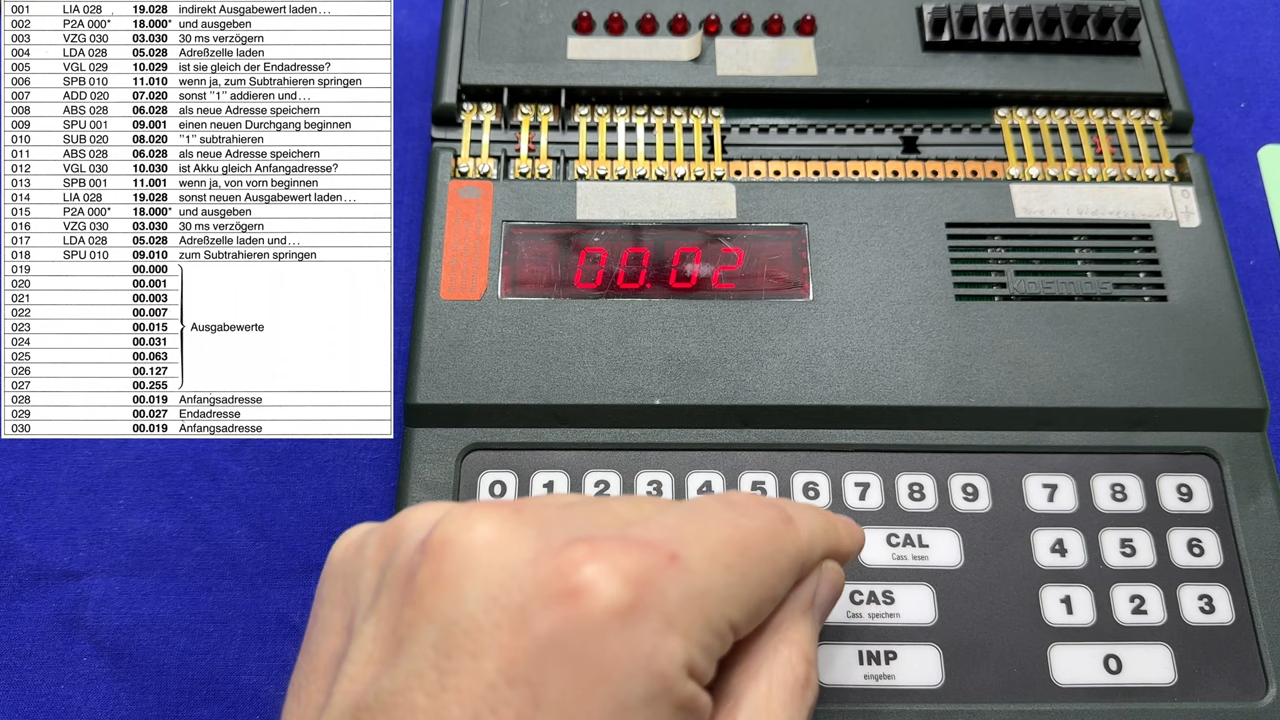 001 LIA 028 19.028 indirekt Ausgabewert laden...
002 P2A 000* 18.000* und ausgeben
003 VZG 030 03.030 30 ms verzögern
004 LDA 028 05.028 Adreßzelle laden
005 VGL 029 10.029 ist sie gleich der Endadresse?
006 SPB 010 11.010 wenn ja, zum Subtrahieren springen
007 ADD 020 07.020 sonst "1" addieren und...
008 ABS 028 06.028 als neue Adresse speichern
009 SPU 001 09.001 einen neuen Durchgang beginnen
010 SUB 020 08.020 "1" subtrahieren
011 ABS 028 06.028 als neue Adresse speichern
012 VGL 030 10.030 ist Akku gleich Anfangadresse?
013 SPB 001 11.001 wenn ja, von vorn beginnen
014 LIA 028 19.028 sonst neuen Ausgabewert laden...
015 P2A 000* 18.000* und ausgeben
016 VZG 030 03.030 30 ms verzögern
017 LDA 028 05.028 Adreßzelle laden und...
018 SPU 010 09.010 zum Subtrahieren springen
019 00.000
020 00.001
021 00.003
022 00.007
023 00.015 Ausgabewerte
024 00.031
025 00.063
026 00.127
027 00.255
028 00.019 Anfangsadresse
029 00.027 Endadresse
030 00.019 Anfangsadresse
00.02
kosmos
0 1 2 3 4 5 6 7 8 9 7 8 9
CAL 4 5 6
Cass. lesen
CAS 1 2 3
Cass. speichern
INP 0
eingeben